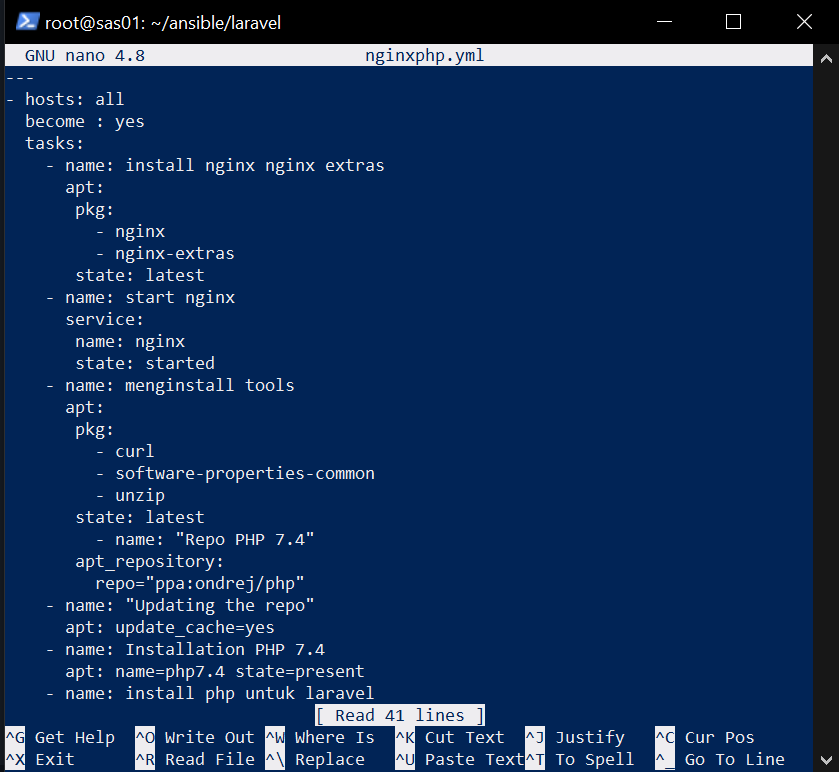 root@sas01: ~/ansible/laravel
GNU nano 4.8 nginxphp.yml
---
- hosts: all
  become : yes
  tasks:
    - name: install nginx nginx extras
      apt:
       pkg:
         - nginx
         - nginx-extras
       state: latest
    - name: start nginx
      service:
       name: nginx
       state: started
    - name: menginstall tools
      apt:
       pkg:
         - curl
         - software-properties-common
         - unzip
       state: latest
         - name: "Repo PHP 7.4"
       apt_repository:
         repo="ppa:ondrej/php"
    - name: "Updating the repo"
      apt: update_cache=yes
    - name: Installation PHP 7.4
      apt: name=php7.4 state=present
    - name: install php untuk laravel
[ Read 41 lines ]
^G Get Help ^O Write Out ^W Where Is ^K Cut Text ^J Justify ^C Cur Pos
^X Exit ^R Read File ^\ Replace ^U Paste Text ^T To Spell ^_ Go To Line